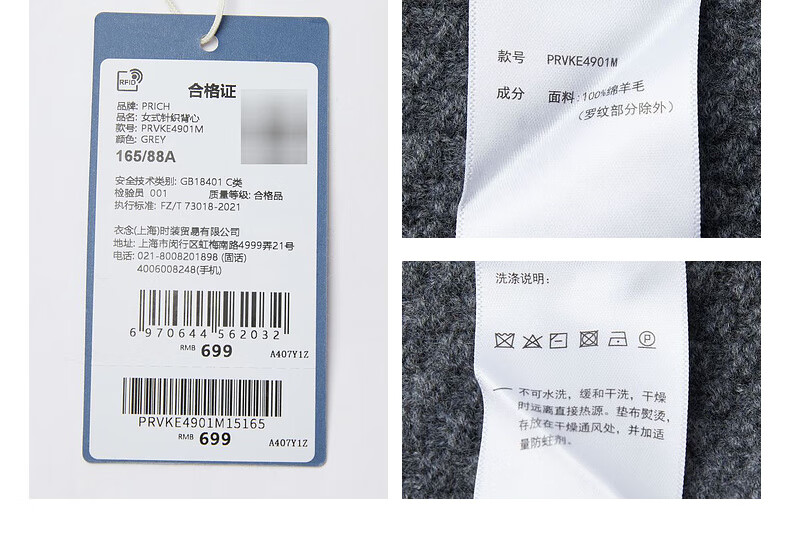 RFID
合格证
品牌: PRICH
品名: 女式针织背心
款号: PRVKE4901M
颜色: GREY
165/88A
安全技术类别: GB18401 C类
检验员 001 质量等级: 合格品
执行标准: FZ/T 73018-2021
衣念(上海)时装贸易有限公司
地址: 上海市闵行区虹梅南路4999弄21号
电话: 021-8008201898 (固话)
4006008248(手机)
6 970644 562032
RMB 699 A407Y1Z
PRVKE4901M15165
RMB 699 A407Y1Z
款号 PRVKE4901M
成分 面料: 100%绵羊毛
（罗纹部分除外）
洗涤说明:
P
一 不可水洗，缓和干洗，干燥
时远离直接热源。垫布熨烫，
存放在干燥通风处，并加适
量防蛀剂。